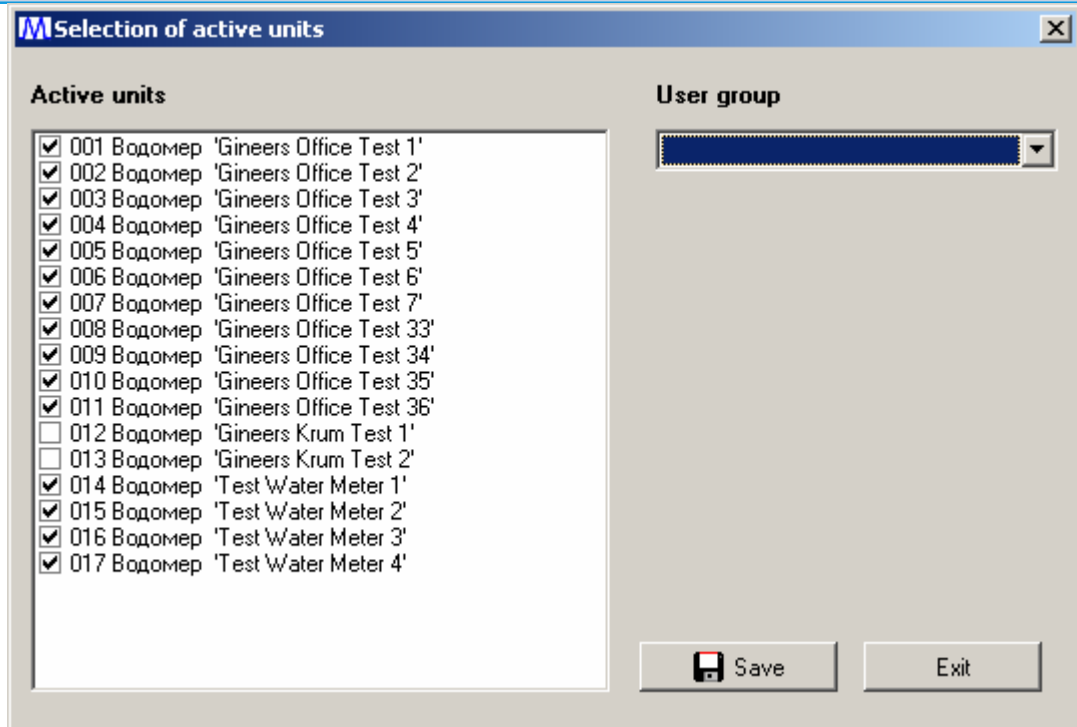 Selection of active units
Active units
User group
001 Водомер 'Gineers Office Test 1'
002 Водомер 'Gineers Office Test 2'
003 Водомер 'Gineers Office Test 3'
004 Водомер 'Gineers Office Test 4'
005 Водомер 'Gineers Office Test 5'
006 Водомер 'Gineers Office Test 6'
007 Водомер 'Gineers Office Test 7'
008 Водомер 'Gineers Office Test 33'
009 Водомер 'Gineers Office Test 34'
010 Водомер 'Gineers Office Test 35'
011 Водомер 'Gineers Office Test 36'
012 Водомер 'Gineers Krum Test 1'
013 Водомер 'Gineers Krum Test 2'
014 Водомер 'Test Water Meter 1'
015 Водомер 'Test Water Meter 2'
016 Водомер 'Test Water Meter 3'
017 Водомер 'Test Water Meter 4'
Save
Exit